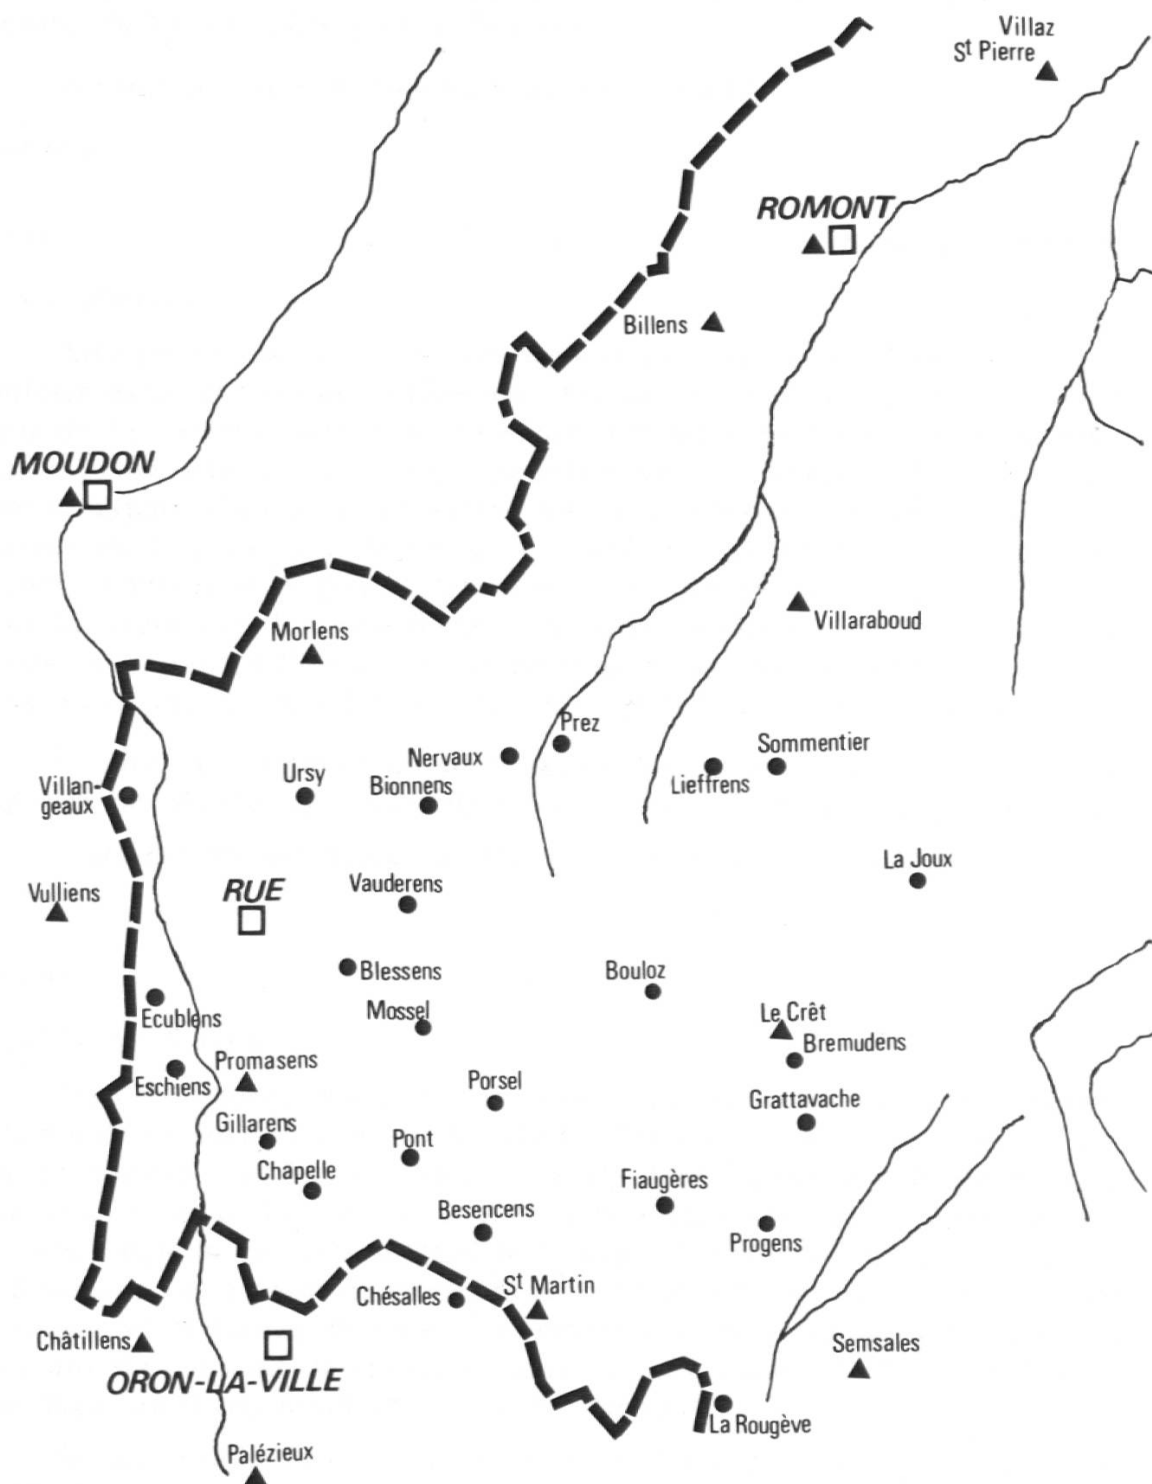 Villaz
St Pierre
ROMONT
Billens
MOUDON
Morlens
Villaraboud
Prez
Nervaux
Sommentier
Lieffrens
Villan-
geaux
Ursy
Bionnens
La Joux
Vulliens
RUE
Vauderens
Blessens
Bouloz
Mossel
Ecublens
Le Crêt
Bremudens
Promasens
Eschiens
Porsel
Grattavache
Gillarens
Pont
Chapelle
Fiaugères
Besencens
Progens
St Martin
Chésalles
Châtillens
Semsales
ORON-LA-VILLE
La Rougève
Palézieux